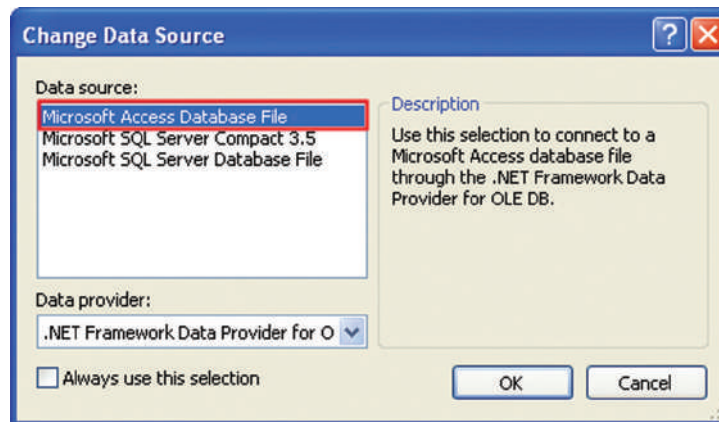 Change Data Source
Data source:
Microsoft Access Database File
Microsoft SQL Server Compact 3.5
Microsoft SQL Server Database File
Description
Use this selection to connect to a
Microsoft Access database file
through the .NET Framework Data
Provider for OLE DB.
Data provider:
.NET Framework Data Provider for O
Always use this selection
OK
Cancel